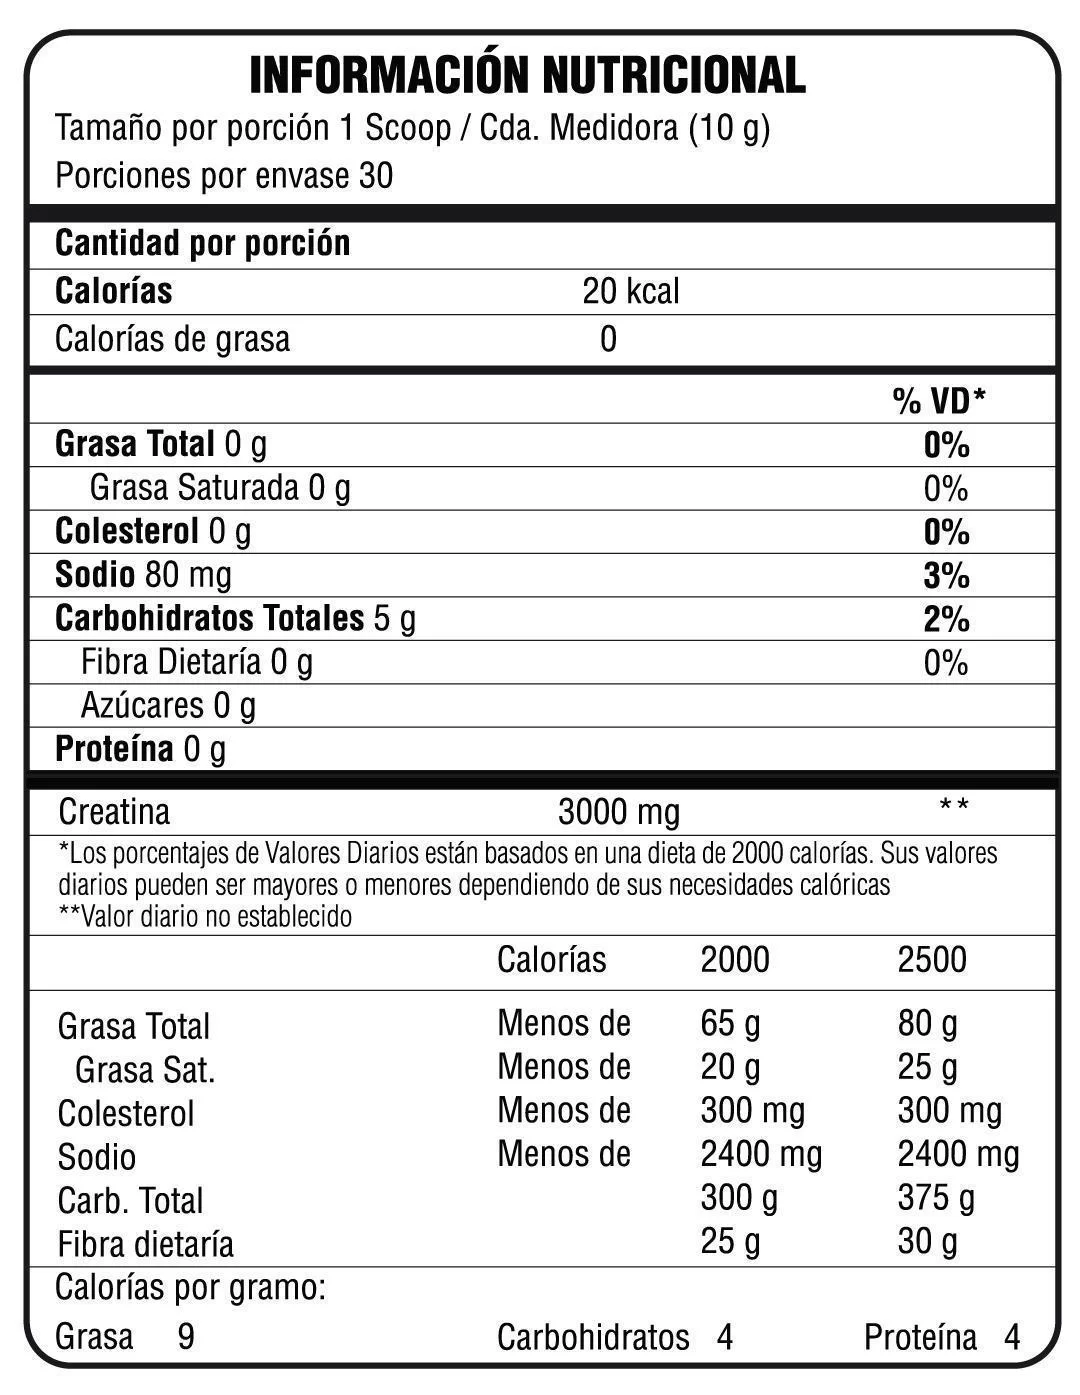 INFORMACIÓN NUTRICIONAL
Tamaño por porción 1 Scoop / Cda. Medidora (10 g)
Porciones por envase 30
Cantidad por porción
Calorías 20 kcal
Calorías de grasa 0
% VD*
Grasa Total 0 g 0%
Grasa Saturada 0 g 0%
Colesterol 0 g 0%
Sodio 80 mg 3%
Carbohidratos Totales 5 g 2%
Fibra Dietaría 0 g 0%
Azúcares 0 g
Proteína 0 g
Creatina 3000 mg **
*Los porcentajes de Valores Diarios están basados en una dieta de 2000 calorías. Sus valores
diarios pueden ser mayores o menores dependiendo de sus necesidades calóricas
**Valor diario no establecido
Calorías 2000 2500
Grasa Total Menos de 65 g 80 g
Grasa Sat. Menos de 20 g 25 g
Colesterol Menos de 300 mg 300 mg
Sodio Menos de 2400 mg 2400 mg
Carb. Total 300 g 375 g
Fibra dietaría 25 g 30 g
Calorías por gramo:
Grasa 9 Carbohidratos 4 Proteína 4